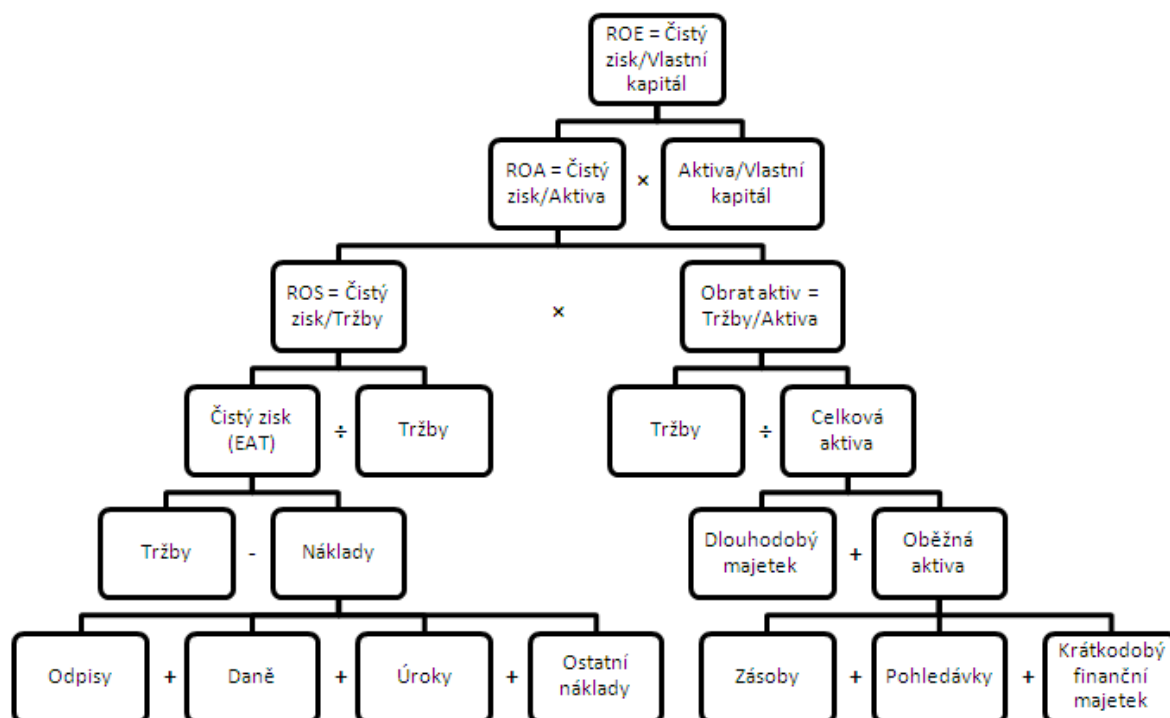 ROE = Čistý
zisk/Vlastní
kapitál
ROA = Čistý
zisk/Aktiva
×
Aktiva/Vlastní
kapitál
ROS = Čistý
zisk/Tržby
×
Obrat aktiv =
Tržby/Aktiva
Čistý zisk
(EAT)
÷
Tržby
Tržby
÷
Celková
aktiva
Tržby
-
Náklady
Dlouhodobý
majetek
+
Oběžná
aktiva
Odpisy
+
Daně
+
Úroky
+
Ostatní
náklady
Zásoby
+
Pohledávky
+
Krátkodobý
finanční
majetek